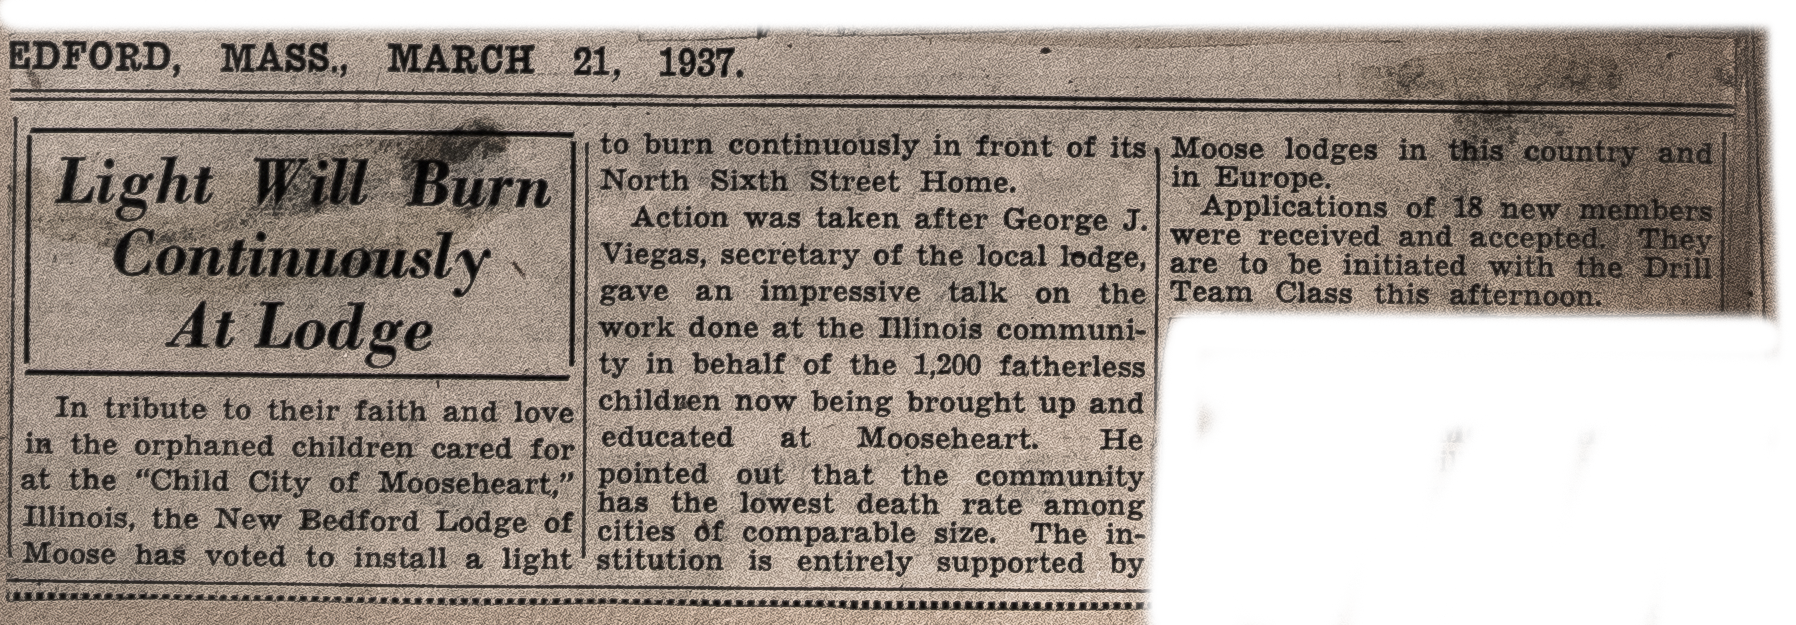 EDFORD, MASS., MARCH 21, 1937.
Light Will Burn
Continuously
At Lodge
In tribute to their faith and love
in the orphaned children cared for
at the “Child City of Mooseheart,”
Illinois, the New Bedford Lodge of
Moose has voted to install a light
to burn continuously in front of its
North Sixth Street Home.
Action was taken after George J.
Viegas, secretary of the local lodge,
gave an impressive talk on the
work done at the Illinois communi-
ty in behalf of the 1,200 fatherless
children now being brought up and
educated at Mooseheart. He
pointed out that the community
has the lowest death rate among
cities of comparable size. The in-
stitution is entirely supported by
Moose lodges in this country and
in Europe.
Applications of 18 new members
were received and accepted. They
are to be initiated with the Drill
Team Class this afternoon.